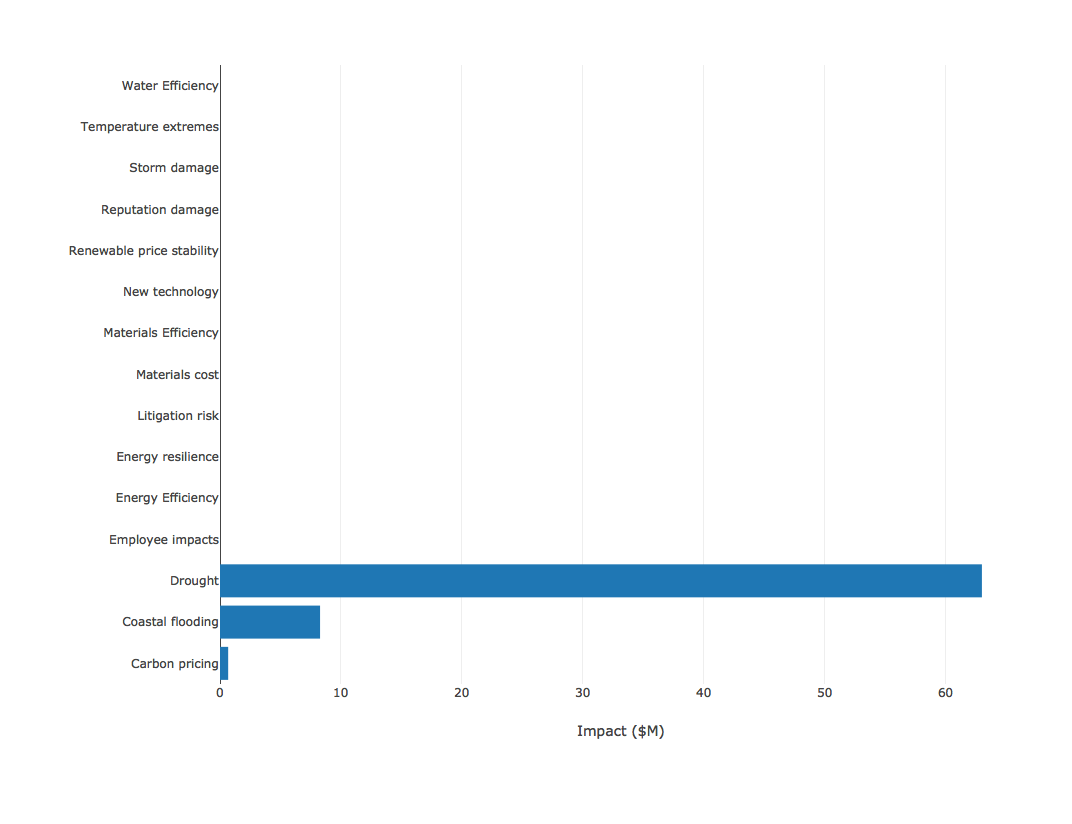 Water Efficiency
Temperature extremes
Storm damage
Reputation damage
Renewable price stability
New technology
Materials Efficiency
Materials cost
Litigation risk
Energy resilience
Energy Efficiency
Employee impacts
Drought
Coastal flooding
Carbon pricing
0 10 20 30 40 50 60
Impact ($M)